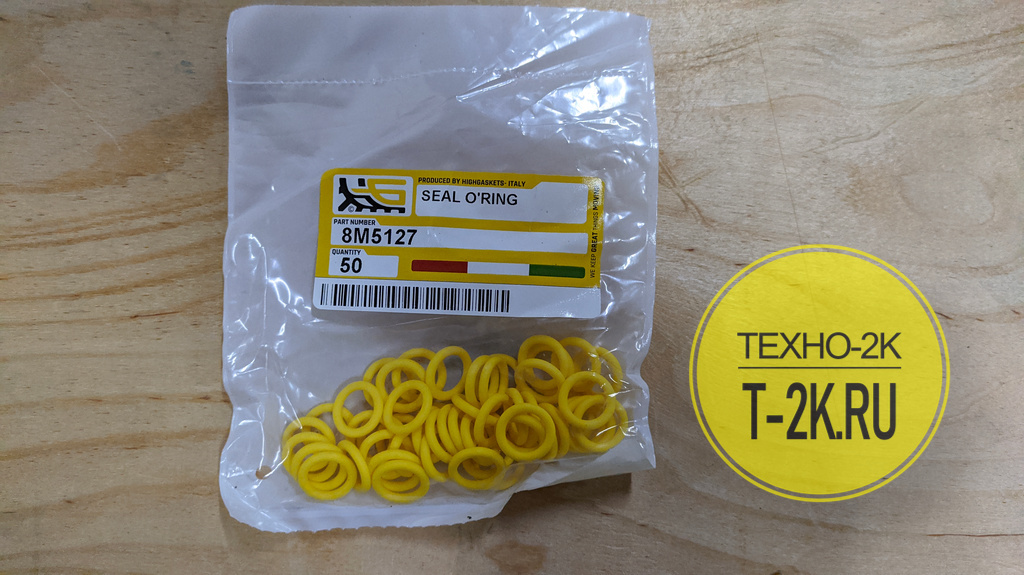 PRODUCED BY HIGHGASKETS- ITALY
SEAL O'RING
PART NUMBER
8M5127
QUANTITY
50
WE KEEP GREAT THINGS MOVING
ТЕХНО-2К
T-2K.RU